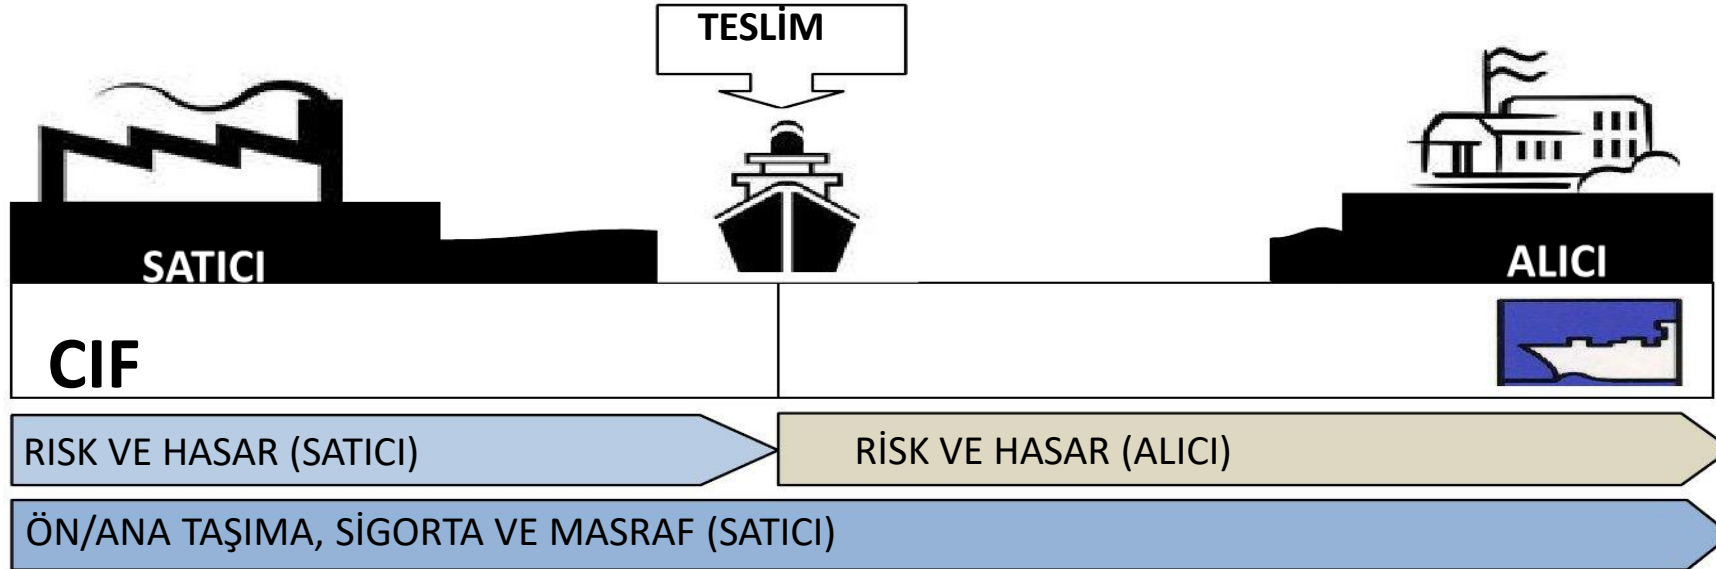 TESLİM
SATICI
ALICI
CIF
RISK VE HASAR (SATICI)
RİSK VE HASAR (ALICI)
ÖN/ANA TAŞIMA, SİGORTA VE MASRAF (SATICI)